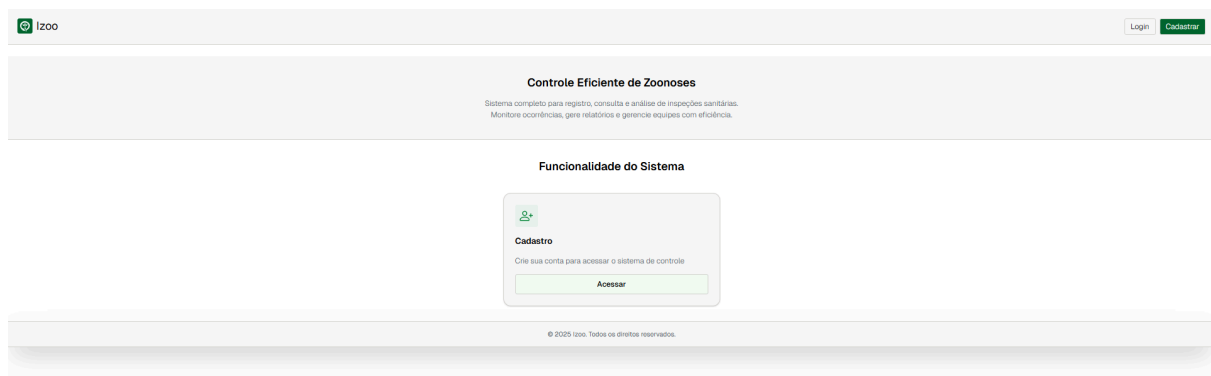 Izoo
Login
Cadastrar
Controle Eficiente de Zoonoses
Sistema completo para registro, consulta e análise de inspeções sanitárias.
Monitore ocorrências, gere relatórios e gerencie equipes com eficiência.
Funcionalidade do Sistema
Cadastro
Crie sua conta para acessar o sistema de controle
Acessar
© 2025 Izoo. Todos os direitos reservados.